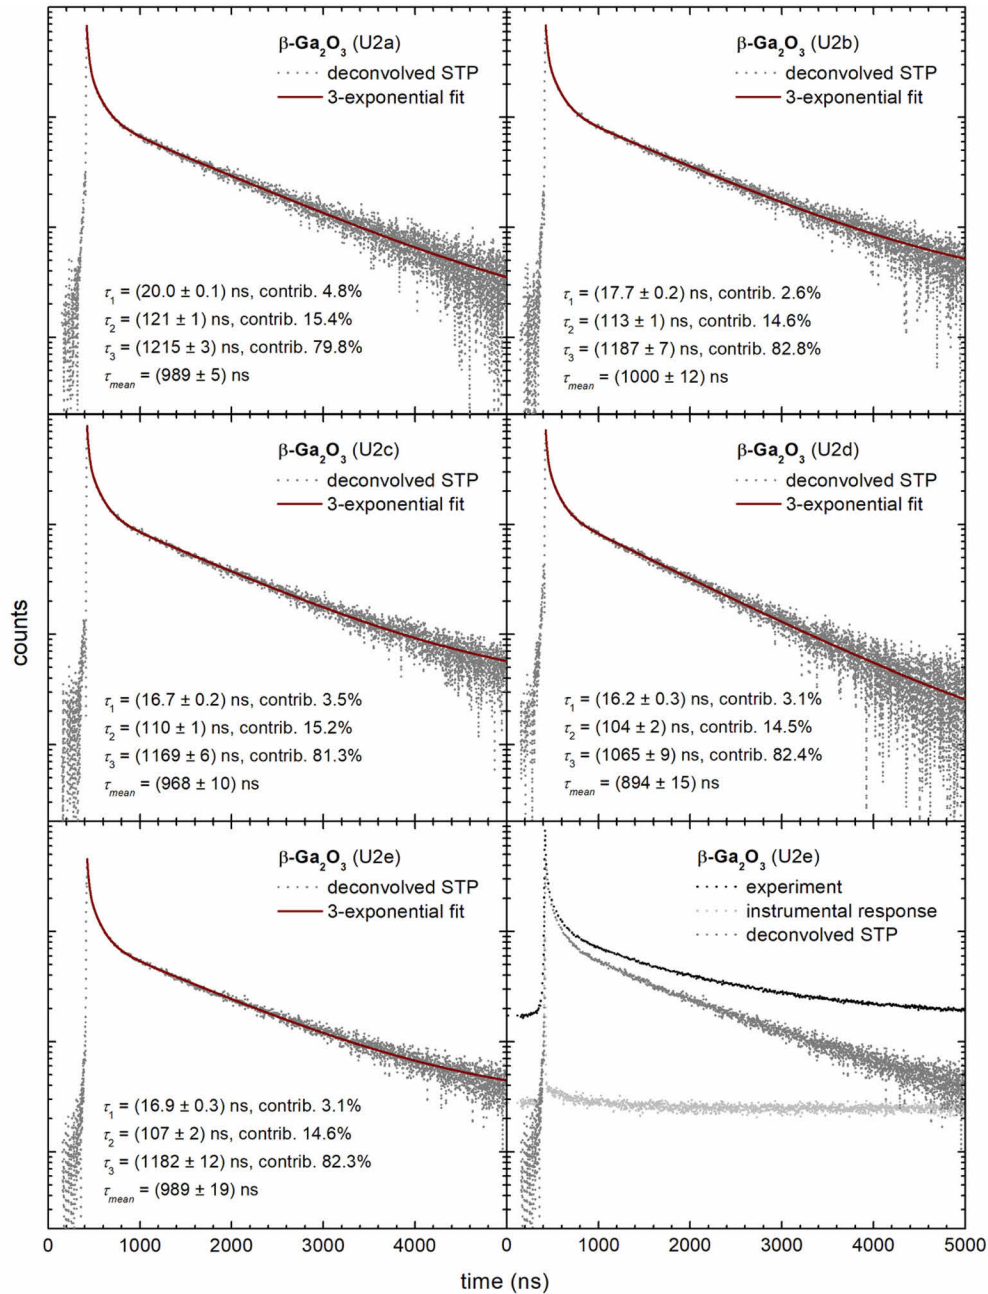 β-Ga₂O₃ (U2a)
deconvolved STP
3-exponential fit
τ₁ = (20.0 ± 0.1) ns, contrib. 4.8%
τ₂ = (121 ± 1) ns, contrib. 15.4%
τ₃ = (1215 ± 3) ns, contrib. 79.8%
τmean = (989 ± 5) ns
β-Ga₂O₃ (U2b)
deconvolved STP
3-exponential fit
τ₁ = (17.7 ± 0.2) ns, contrib. 2.6%
τ₂ = (113 ± 1) ns, contrib. 14.6%
τ₃ = (1187 ± 7) ns, contrib. 82.8%
τmean = (1000 ± 12) ns
β-Ga₂O₃ (U2c)
deconvolved STP
3-exponential fit
τ₁ = (16.7 ± 0.2) ns, contrib. 3.5%
τ₂ = (110 ± 1) ns, contrib. 15.2%
τ₃ = (1169 ± 6) ns, contrib. 81.3%
τmean = (968 ± 10) ns
β-Ga₂O₃ (U2d)
deconvolved STP
3-exponential fit
τ₁ = (16.2 ± 0.3) ns, contrib. 3.1%
τ₂ = (104 ± 2) ns, contrib. 14.5%
τ₃ = (1065 ± 9) ns, contrib. 82.4%
τmean = (894 ± 15) ns
counts
β-Ga₂O₃ (U2e)
deconvolved STP
3-exponential fit
τ₁ = (16.9 ± 0.3) ns, contrib. 3.1%
τ₂ = (107 ± 2) ns, contrib. 14.6%
τ₃ = (1182 ± 12) ns, contrib. 82.3%
τmean = (989 ± 19) ns
β-Ga₂O₃ (U2e)
experiment
instrumental response
deconvolved STP
0 1000 2000 3000 4000 0 1000 2000 3000 4000 5000
time (ns)